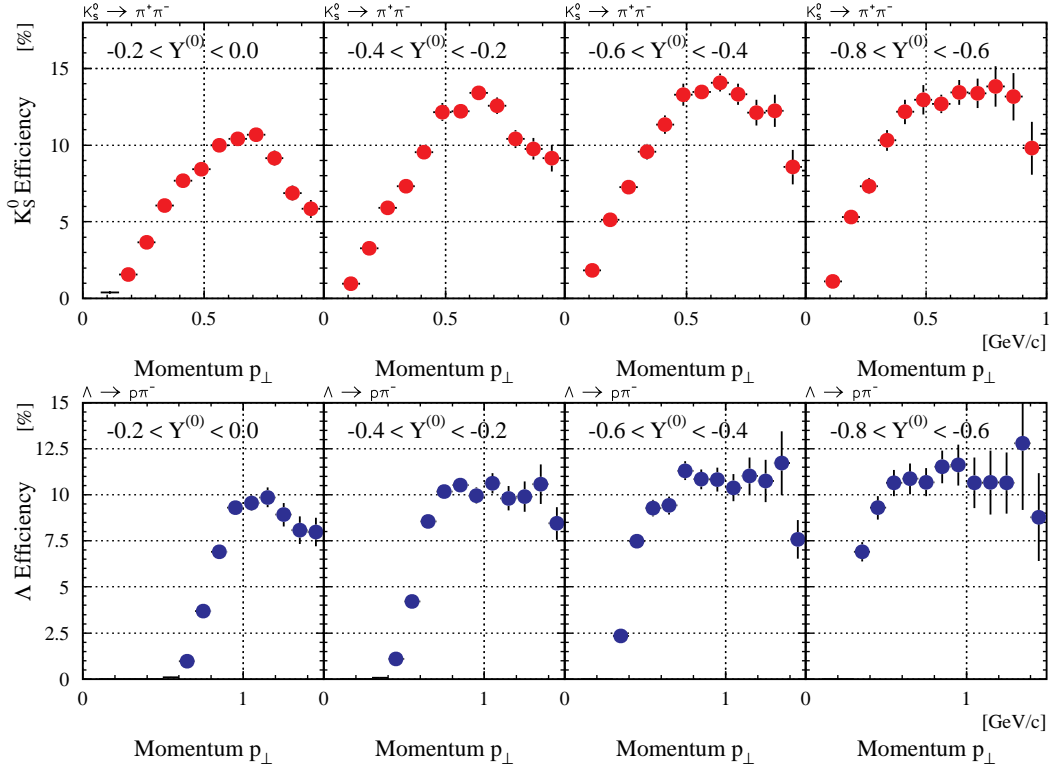 K⁰ₛ → π⁺π⁻ K⁰ₛ → π⁺π⁻ K⁰ₛ → π⁺π⁻ K⁰ₛ → π⁺π⁻
[%]
-0.2 < Y⁽⁰⁾ < 0.0 -0.4 < Y⁽⁰⁾ < -0.2 -0.6 < Y⁽⁰⁾ < -0.4 -0.8 < Y⁽⁰⁾ < -0.6
15
10
5
0
K⁰S Efficiency
0 0.5 0 0.5 0 0.5 0 0.5 1
[GeV/c]
Momentum p⊥ Momentum p⊥ Momentum p⊥ Momentum p⊥
Λ → pπ⁻ Λ → pπ⁻ Λ → pπ⁻ Λ → pπ⁻
15
[%]
-0.2 < Y⁽⁰⁾ < 0.0 -0.4 < Y⁽⁰⁾ < -0.2 -0.6 < Y⁽⁰⁾ < -0.4 -0.8 < Y⁽⁰⁾ < -0.6
12.5
10
7.5
5
2.5
0
Λ Efficiency
0 1 0 1 0 1 0 1
[GeV/c]
Momentum p⊥ Momentum p⊥ Momentum p⊥ Momentum p⊥